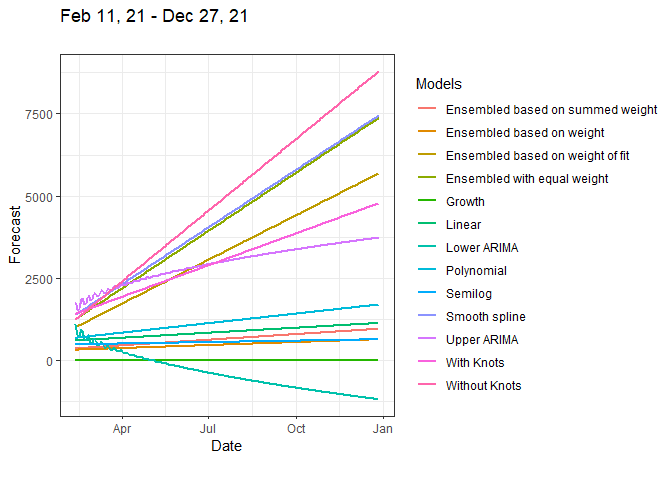 Feb 11, 21 - Dec 27, 21
7500
5000
2500
0
Forecast
Apr
Jul
Oct
Jan
Date
Models
Ensembled based on summed weight
Ensembled based on weight
Ensembled based on weight of fit
Ensembled with equal weight
Growth
Linear
Lower ARIMA
Polynomial
Semilog
Smooth spline
Upper ARIMA
With Knots
Without Knots